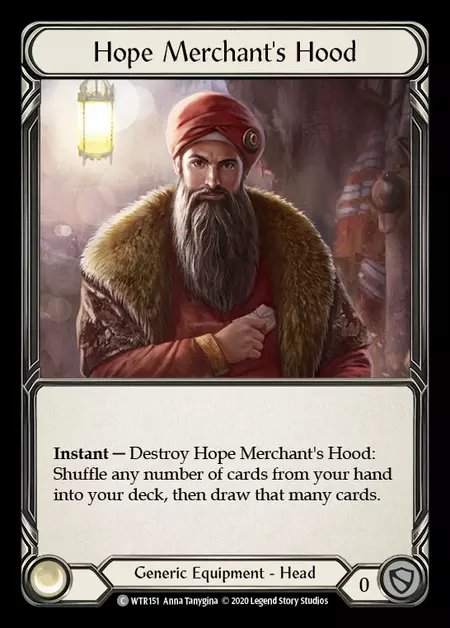 Hope Merchant's Hood
Instant — Destroy Hope Merchant's Hood:
Shuffle any number of cards from your hand
into your deck, then draw that many cards.
Generic Equipment - Head
0
C WTR151 Anna Tanygina © 2020 Legend Story Studios